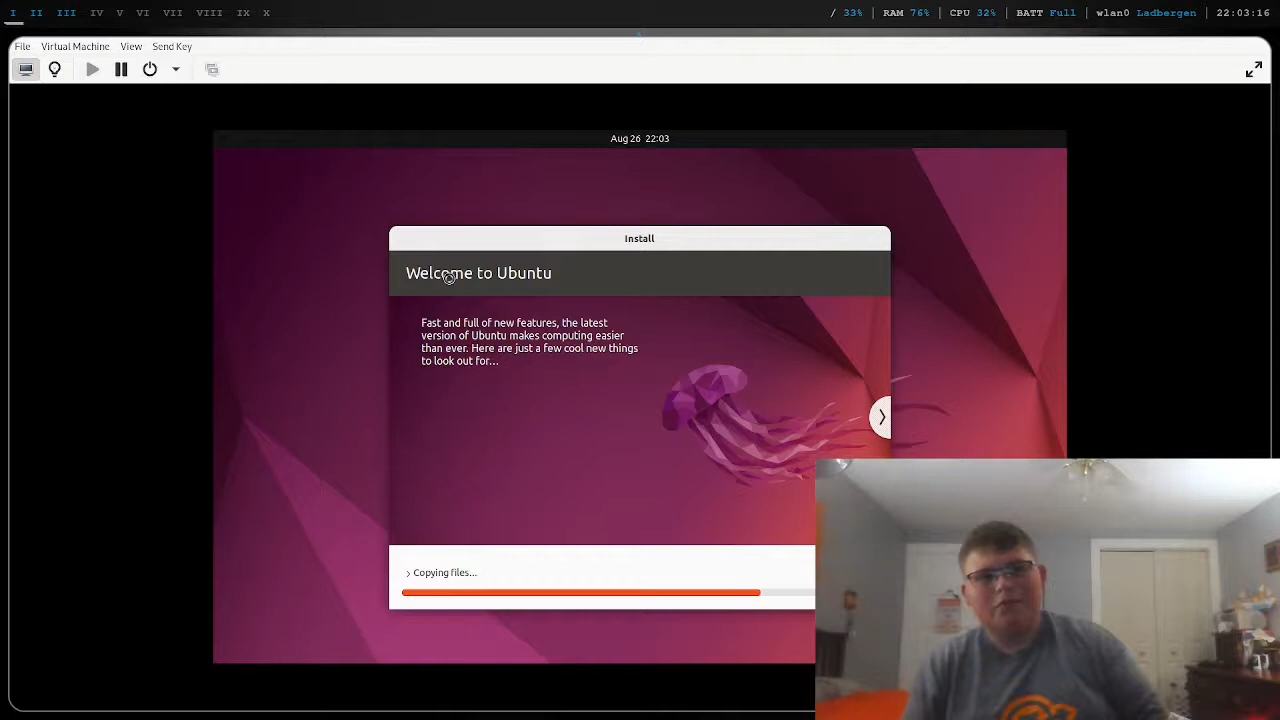 I II III IV V VI VII VIII IX X / 33% | RAM 76% | CPU 32% | BATT Full | wlan0 Ladbergen | 22:03:16
File Virtual Machine View Send Key
Aug 26 22:03
Install
Welcome to Ubuntu
Fast and full of new features, the latest
version of Ubuntu makes computing easier
than ever. Here are just a few cool new things
to look out for...
Copying files...